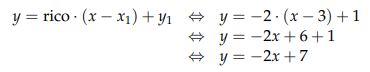 y = rico · (x − x₁) + y₁ ⇔ y = −2 · (x − 3) + 1
⇔ y = −2x + 6 + 1
⇔ y = −2x + 7